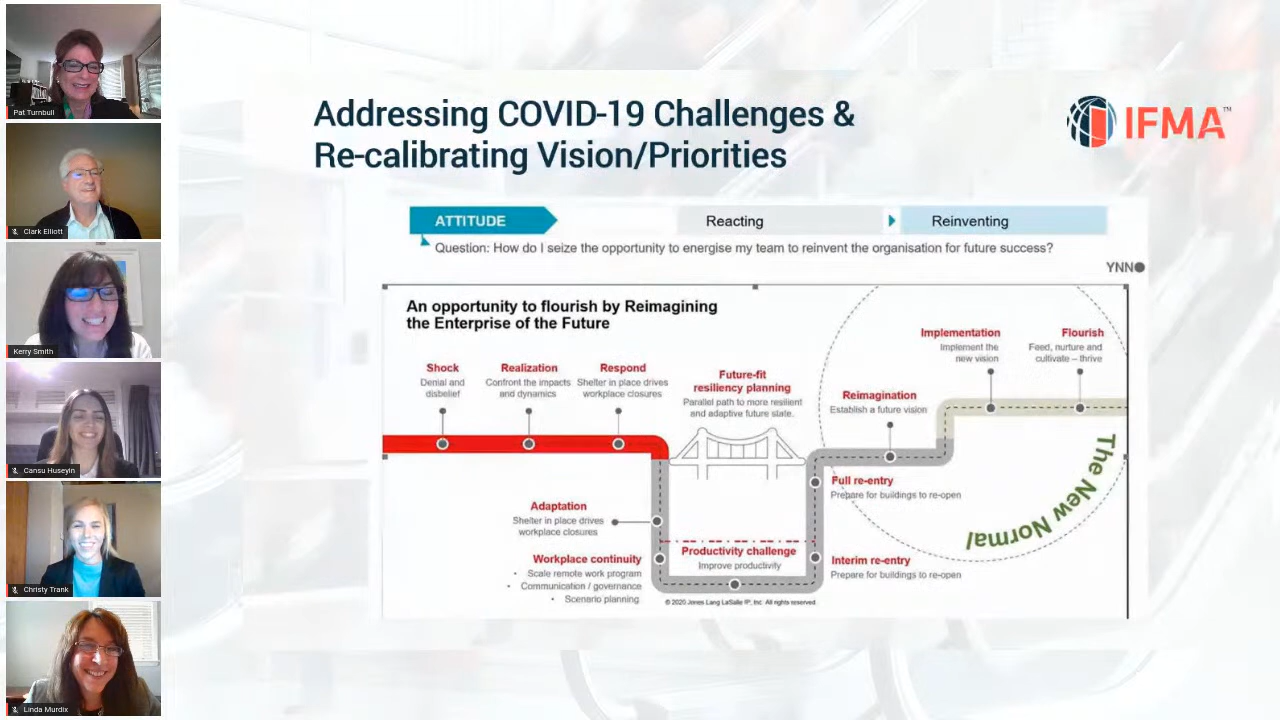 Pat Turnbull
Clark Elliott
Kerry Smith
Cansu Huseyin
Christy Trank
Linda Murdix
Addressing COVID-19 Challenges &
Re-calibrating Vision/Priorities
IFMA™
ATTITUDE
Reacting
Reinventing
Question: How do I seize the opportunity to energise my team to reinvent the organisation for future success?
YNNO
An opportunity to flourish by Reimagining
the Enterprise of the Future
Shock
Denial and
disbelief
Realization
Confront the impacts
and dynamics
Respond
Shelter in place drives
workplace closures
Future-fit
resiliency planning
Parallel path to more resilient
and adaptive future state.
Reimagination
Establish a future vision
Implementation
Implement the
new vision
Flourish
Feed, nurture and
cultivate – thrive
Adaptation
Shelter in place drives
workplace closures
Workplace continuity
• Scale remote work program
• Communication / governance
• Scenario planning
Productivity challenge
Improve productivity
Full re-entry
Prepare for buildings to re-open
Interim re-entry
Prepare for buildings to re-open
The New Normal
© 2020 Jones Lang LaSalle IP, Inc. All rights reserved